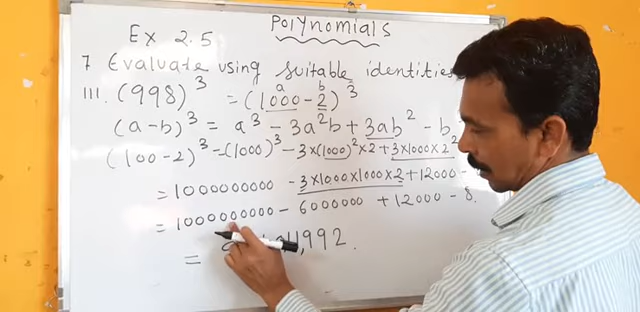 Polynomials
Ex 2.5
7 Evaluate using suitable identities
III. (998)³ = (1000 - 2)³
a b
(a-b)³ = a³ - 3a²b + 3ab² - b
(100-2)³ = (1000)³ - 3×(1000)²×2 + 3×1000×2²
= 1000000000 - 3×1000×1000×2 + 12000 -
= 1000000000 - 6000000 + 12000 - 8.
= 992.